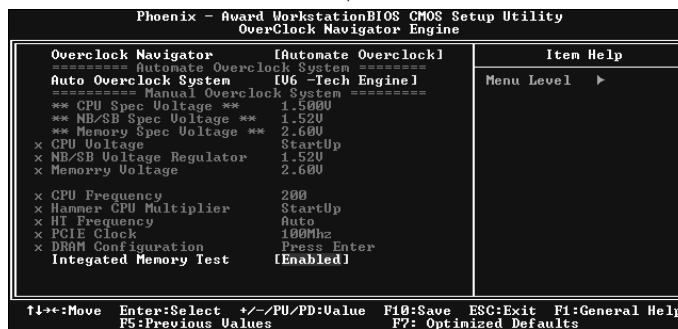 Phoenix - Award WorkstationBIOS CMOS Setup Utility
OverClock Navigator Engine
Overclock Navigator [Automate Overclock]
======== Automate Overclock System ========
Auto Overclock System [V6 -Tech Engine]
========== Manual Overclock System =========
** CPU Spec Voltage ** 1.500V
** NB/SB Spec Voltage ** 1.52V
** Memory Spec Voltage ** 2.60V
x CPU Voltage StartUp
x NB/SB Voltage Regulator 1.52V
x Memorry Voltage 2.60V
x CPU Frequency 200
x Hammer CPU Multiplier StartUp
x HT Frequency Auto
x PCIE Clock 100Mhz
x DRAM Configuration Press Enter
Integated Memory Test [Enabled]
Item Help
Menu Level ►
↑↓→←:Move Enter:Select +/-/PU/PD:Value F10:Save ESC:Exit F1:General Help
F5:Previous Values F7: Optimized Defaults